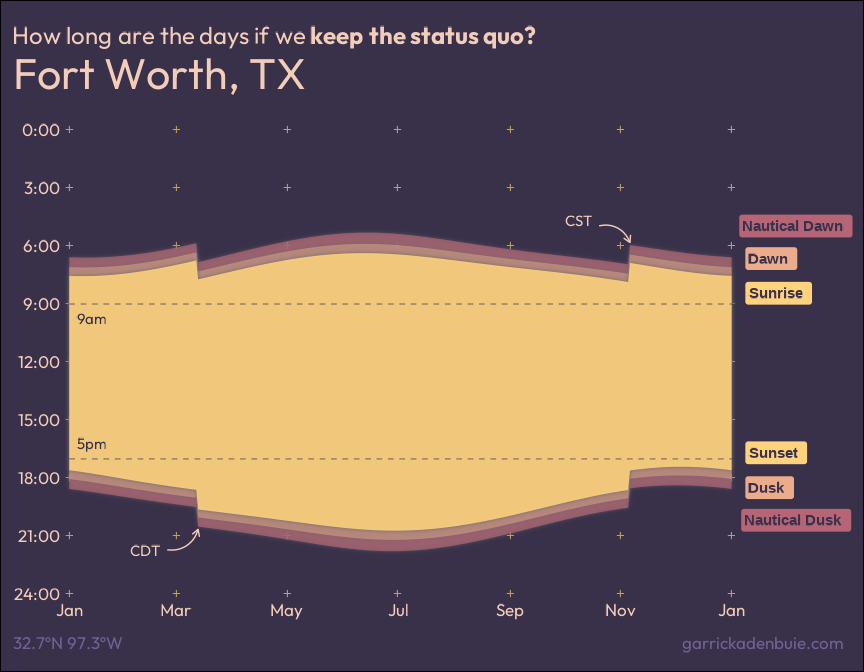 How long are the days if we keep the status quo?
Fort Worth, TX
0:00
3:00
CST
Nautical Dawn
6:00
Dawn
Sunrise
9:00
9am
12:00
15:00
5pm
Sunset
18:00
Dusk
Nautical Dusk
21:00
CDT
24:00
Jan Mar May Jul Sep Nov Jan
32.7°N 97.3°W garrickadenbuie.com